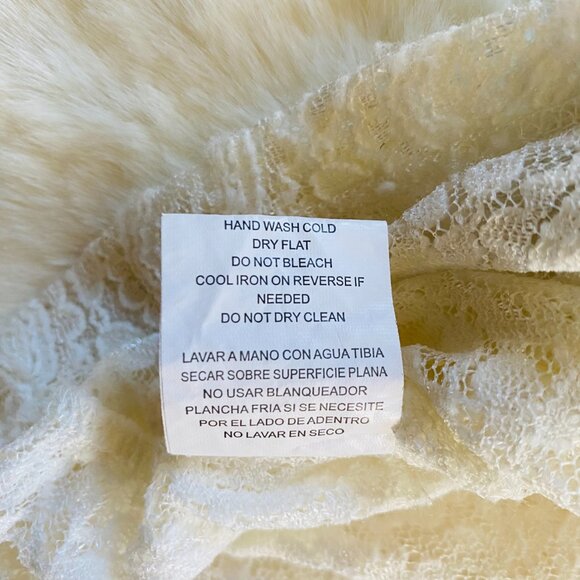 HAND WASH COLD
DRY FLAT
DO NOT BLEACH
COOL IRON ON REVERSE IF
NEEDED
DO NOT DRY CLEAN
LAVAR A MANO CON AGUA TIBIA
SECAR SOBRE SUPERFICIE PLANA
NO USAR BLANQUEADOR
PLANCHA FRIA SI SE NECESITE
POR EL LADO DE ADENTRO
NO LAVAR EN SECO